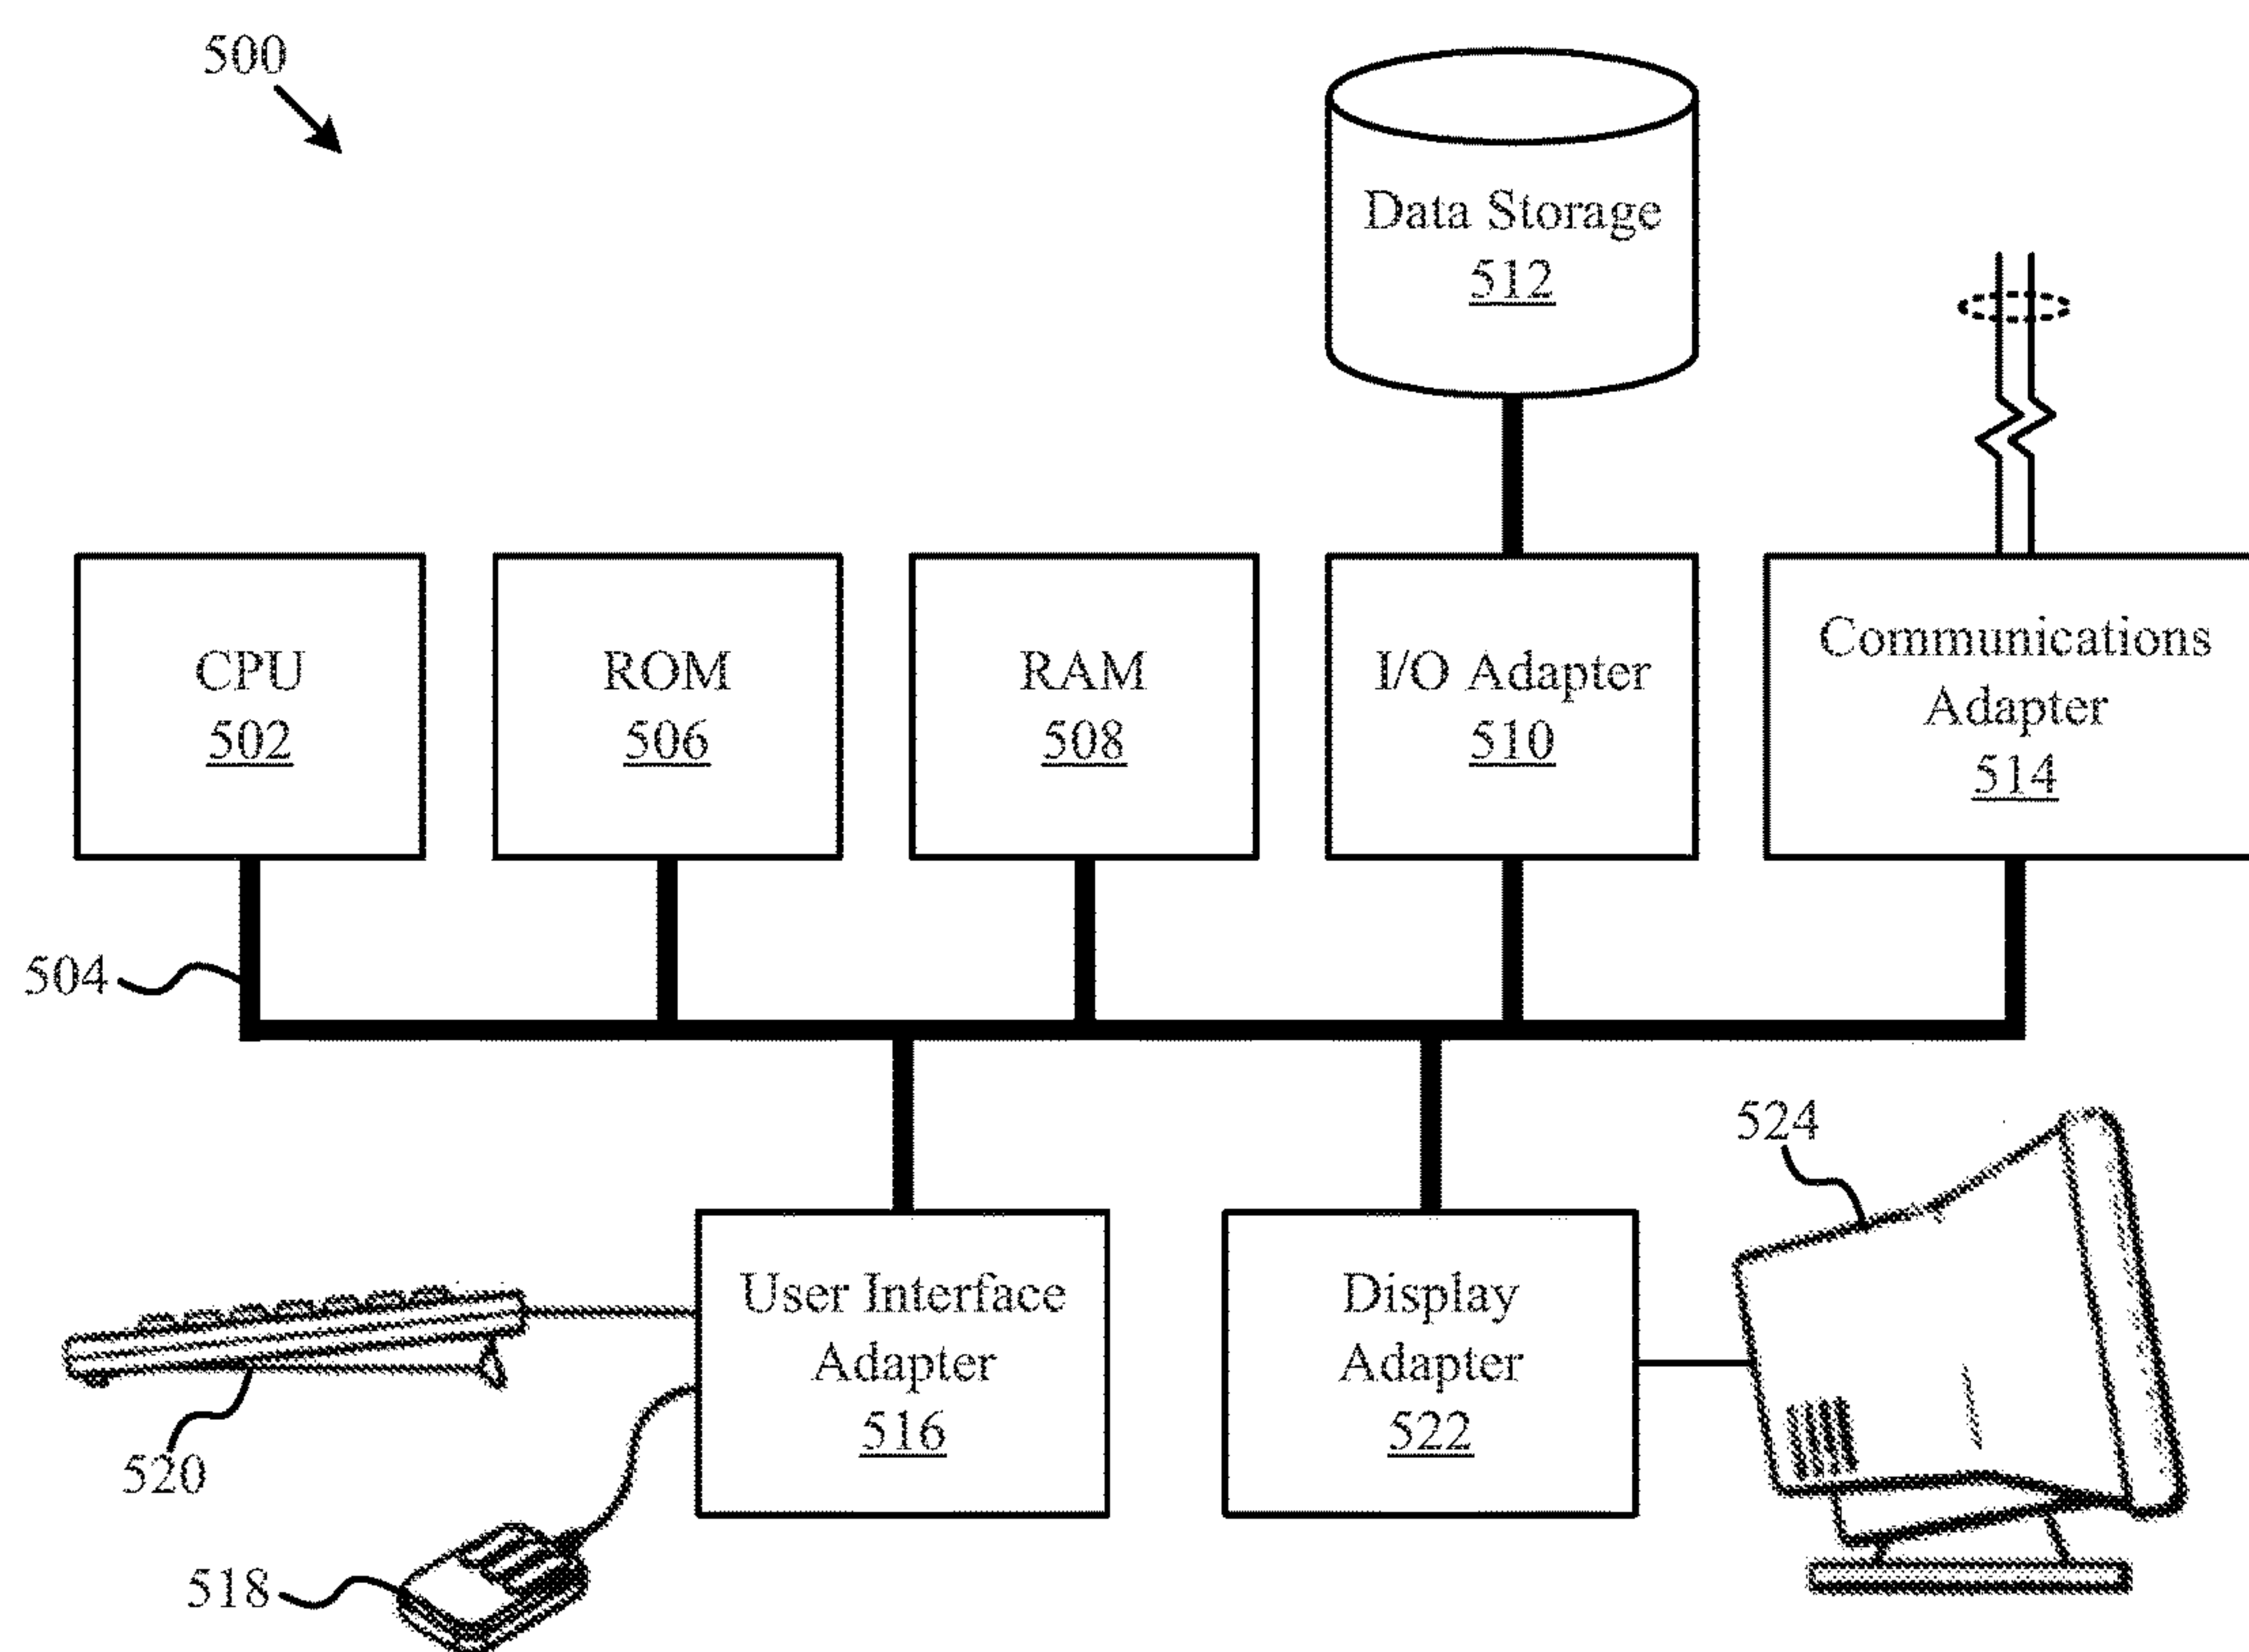 500
Data Storage
512
CPU
502
ROM
506
RAM
508
I/O Adapter
510
Communications
Adapter
514
504
524
User Interface
Adapter
516
Display
Adapter
522
520
518